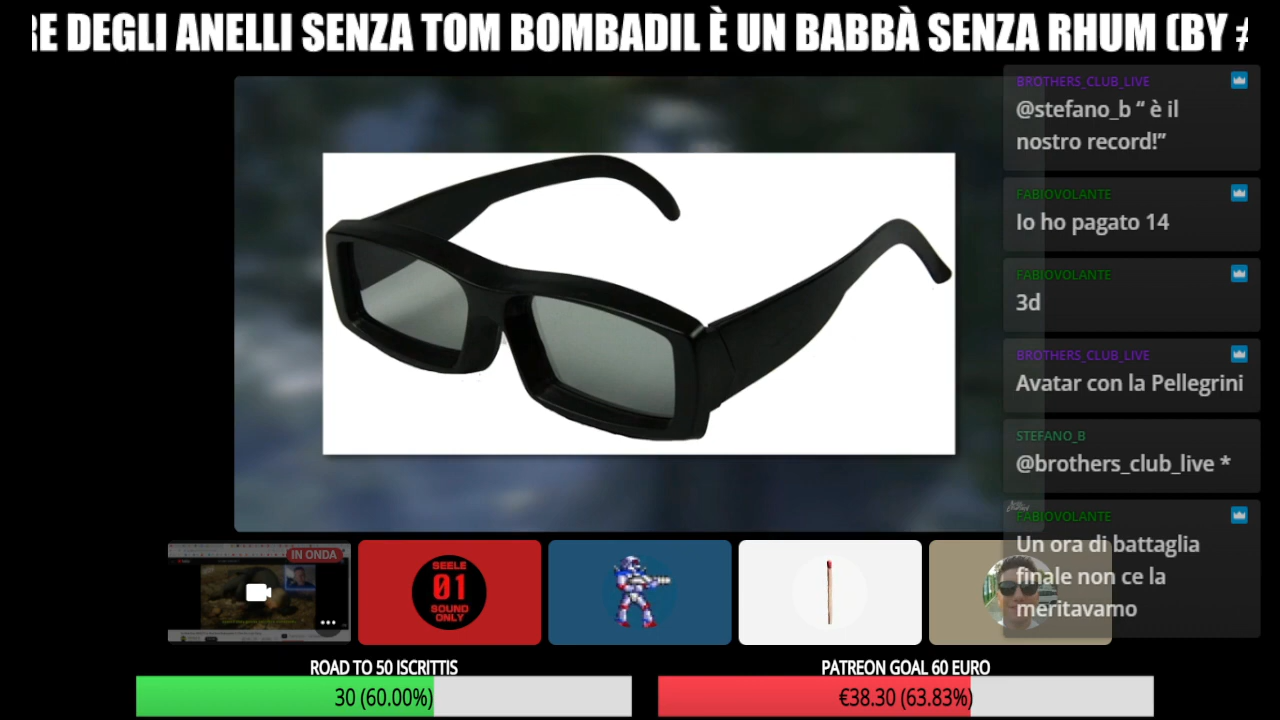 RE DEGLI ANELLI SENZA TOM BOMBADIL È UN BABBÀ SENZA RHUM (BY #
BROTHERS_CLUB_LIVE
@stefano_b “ è il
nostro record!”
FABIOVOLANTE
Io ho pagato 14
FABIOVOLANTE
3d
BROTHERS_CLUB_LIVE
Avatar con la Pellegrini
STEFANO_B
@brothers_club_live *
FABIOVOLANTE
Un ora di battaglia
finale non ce la
meritavamo
IN ONDA
SEELE
01
SOUND
ONLY
ROAD TO 50 ISCRITTIS
30 (60.00%)
PATREON GOAL 60 EURO
€38.30 (63.83%)